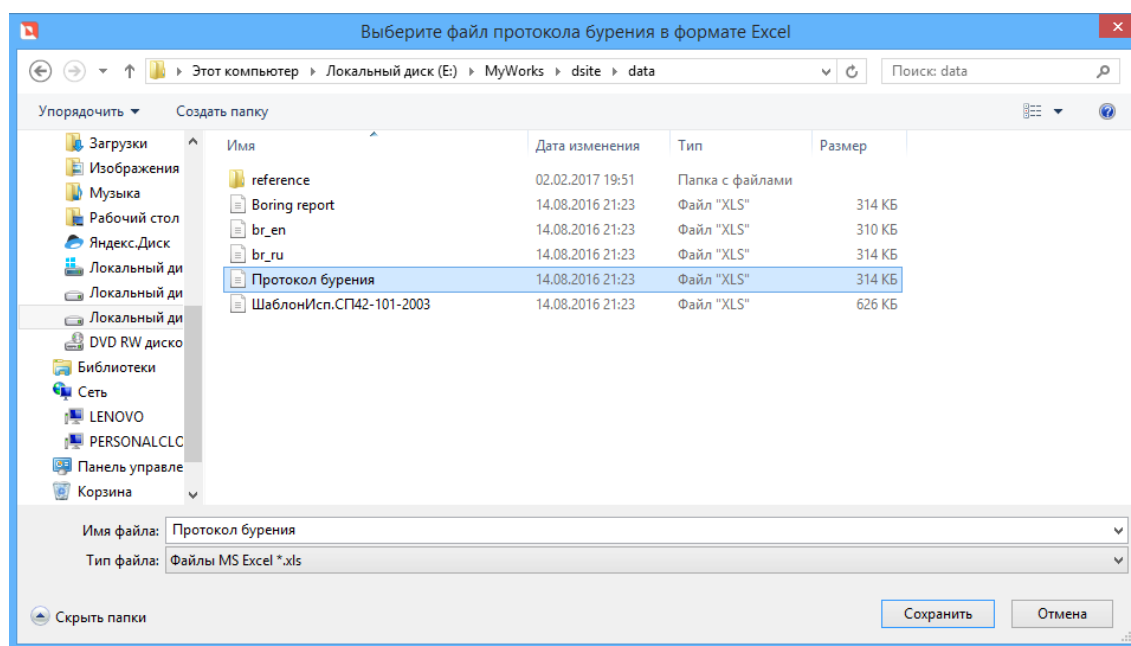 Выберите файл протокола бурения в формате Excel
Этот компьютер Локальный диск (E:) MyWorks dsite data
Поиск: data
Упорядочить Создать папку
Загрузки
Изображения
Музыка
Рабочий стол
Яндекс.Диск
Локальный ди
Локальный ди
Локальный ди
DVD RW диско
Библиотеки
Сеть
LENOVO
PERSONALCLO
Панель управле
Корзина
Имя Дата изменения Тип Размер
reference 02.02.2017 19:51 Папка с файлами
Boring report 14.08.2016 21:23 Файл "XLS" 314 КБ
br_en 14.08.2016 21:23 Файл "XLS" 310 КБ
br_ru 14.08.2016 21:23 Файл "XLS" 314 КБ
Протокол бурения 14.08.2016 21:23 Файл "XLS" 314 КБ
ШаблонИсп.СП42-101-2003 14.08.2016 21:23 Файл "XLS" 626 КБ
Имя файла: Протокол бурения
Тип файла: Файлы MS Excel *.xls
Скрыть папки Сохранить Отмена